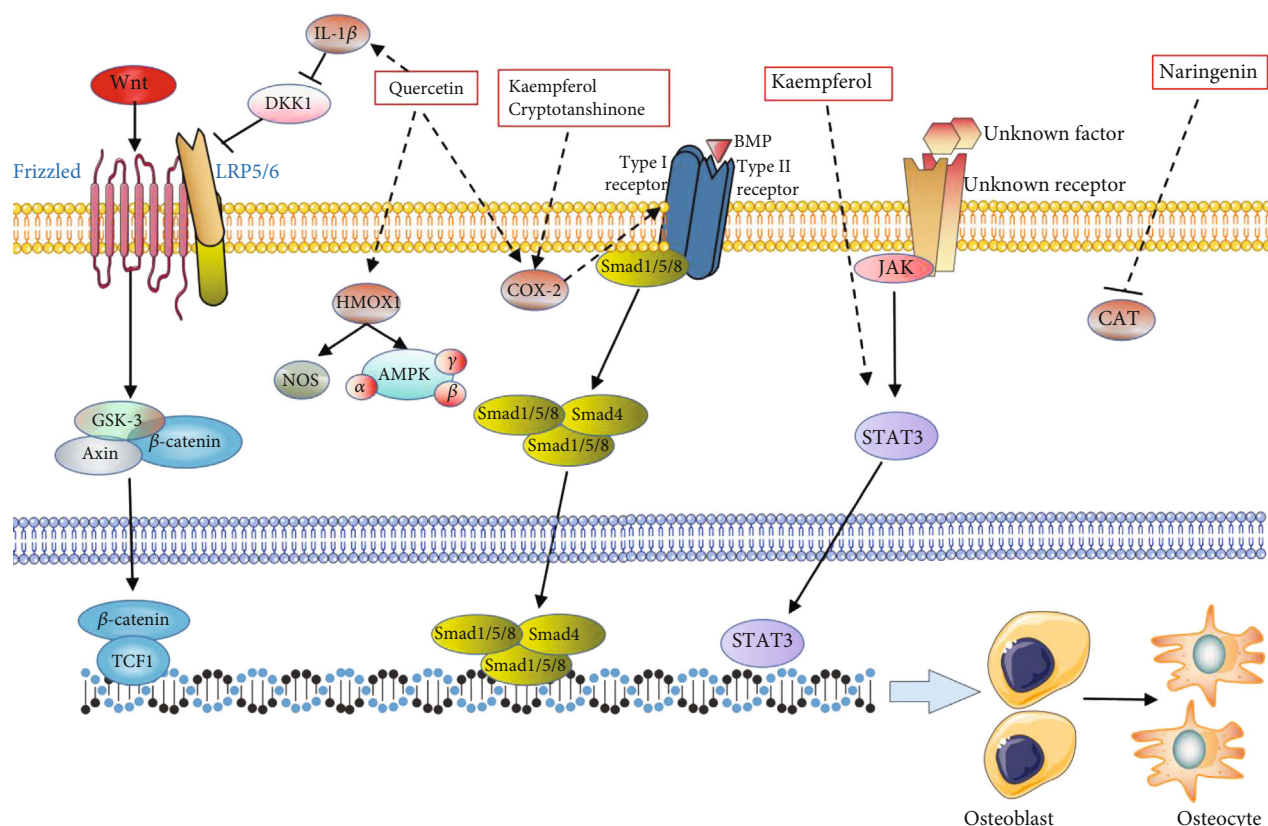 IL-1β
Wnt
DKK1
Quercetin
Kaempferol
Cryptotanshinone
Kaempferol
Naringenin
Frizzled
LRP5/6
BMP
Type I
receptor
Type II
receptor
Unknown factor
Unknown receptor
Smad1/5/8
JAK
HMOX1
COX-2
CAT
NOS
AMPK
α
γ
β
GSK-3
β-catenin
Axin
Smad1/5/8
Smad4
Smad1/5/8
STAT3
β-catenin
TCF1
Smad1/5/8
Smad4
Smad1/5/8
STAT3
Osteoblast
Osteocyte